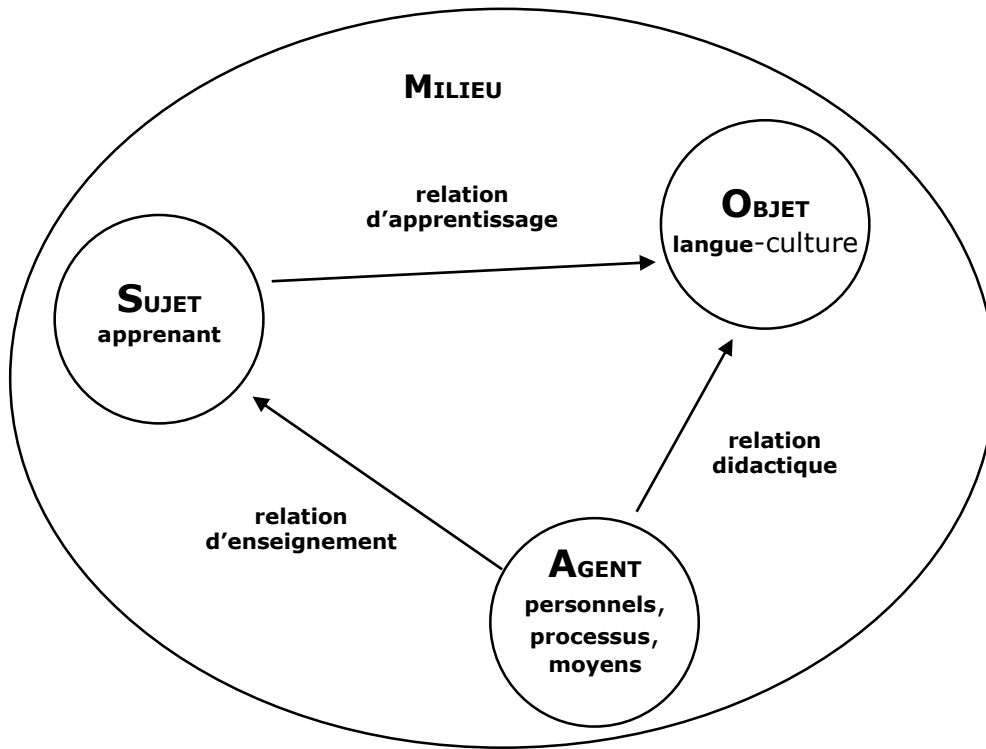 MILIEU
relation
d’apprentissage
OBJET
langue-culture
SUJET
apprenant
relation
didactique
relation
d’enseignement
AGENT
personnels,
processus,
moyens